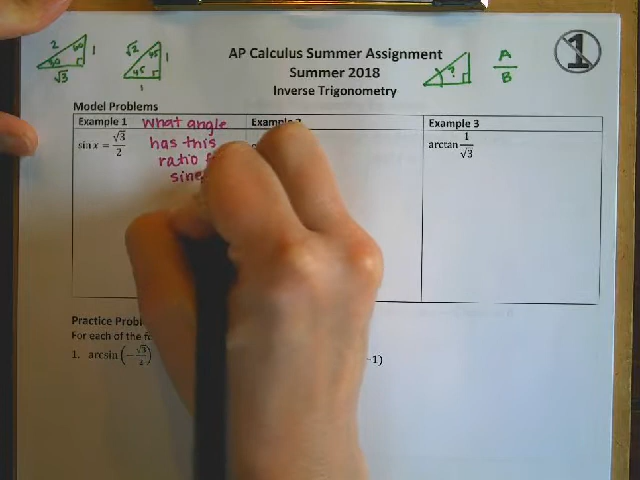 2 60 1
30
√3
√2 45 1
45
1
AP Calculus Summer Assignment
Summer 2018
Inverse Trigonometry
? A/B
1
Model Problems
Example 1 What angle
sin x = √3/2 has this
ratio
sine
Example 3
arctan 1/√3
Practice
For each of the
1. arcsin(-√3/2)
-1)